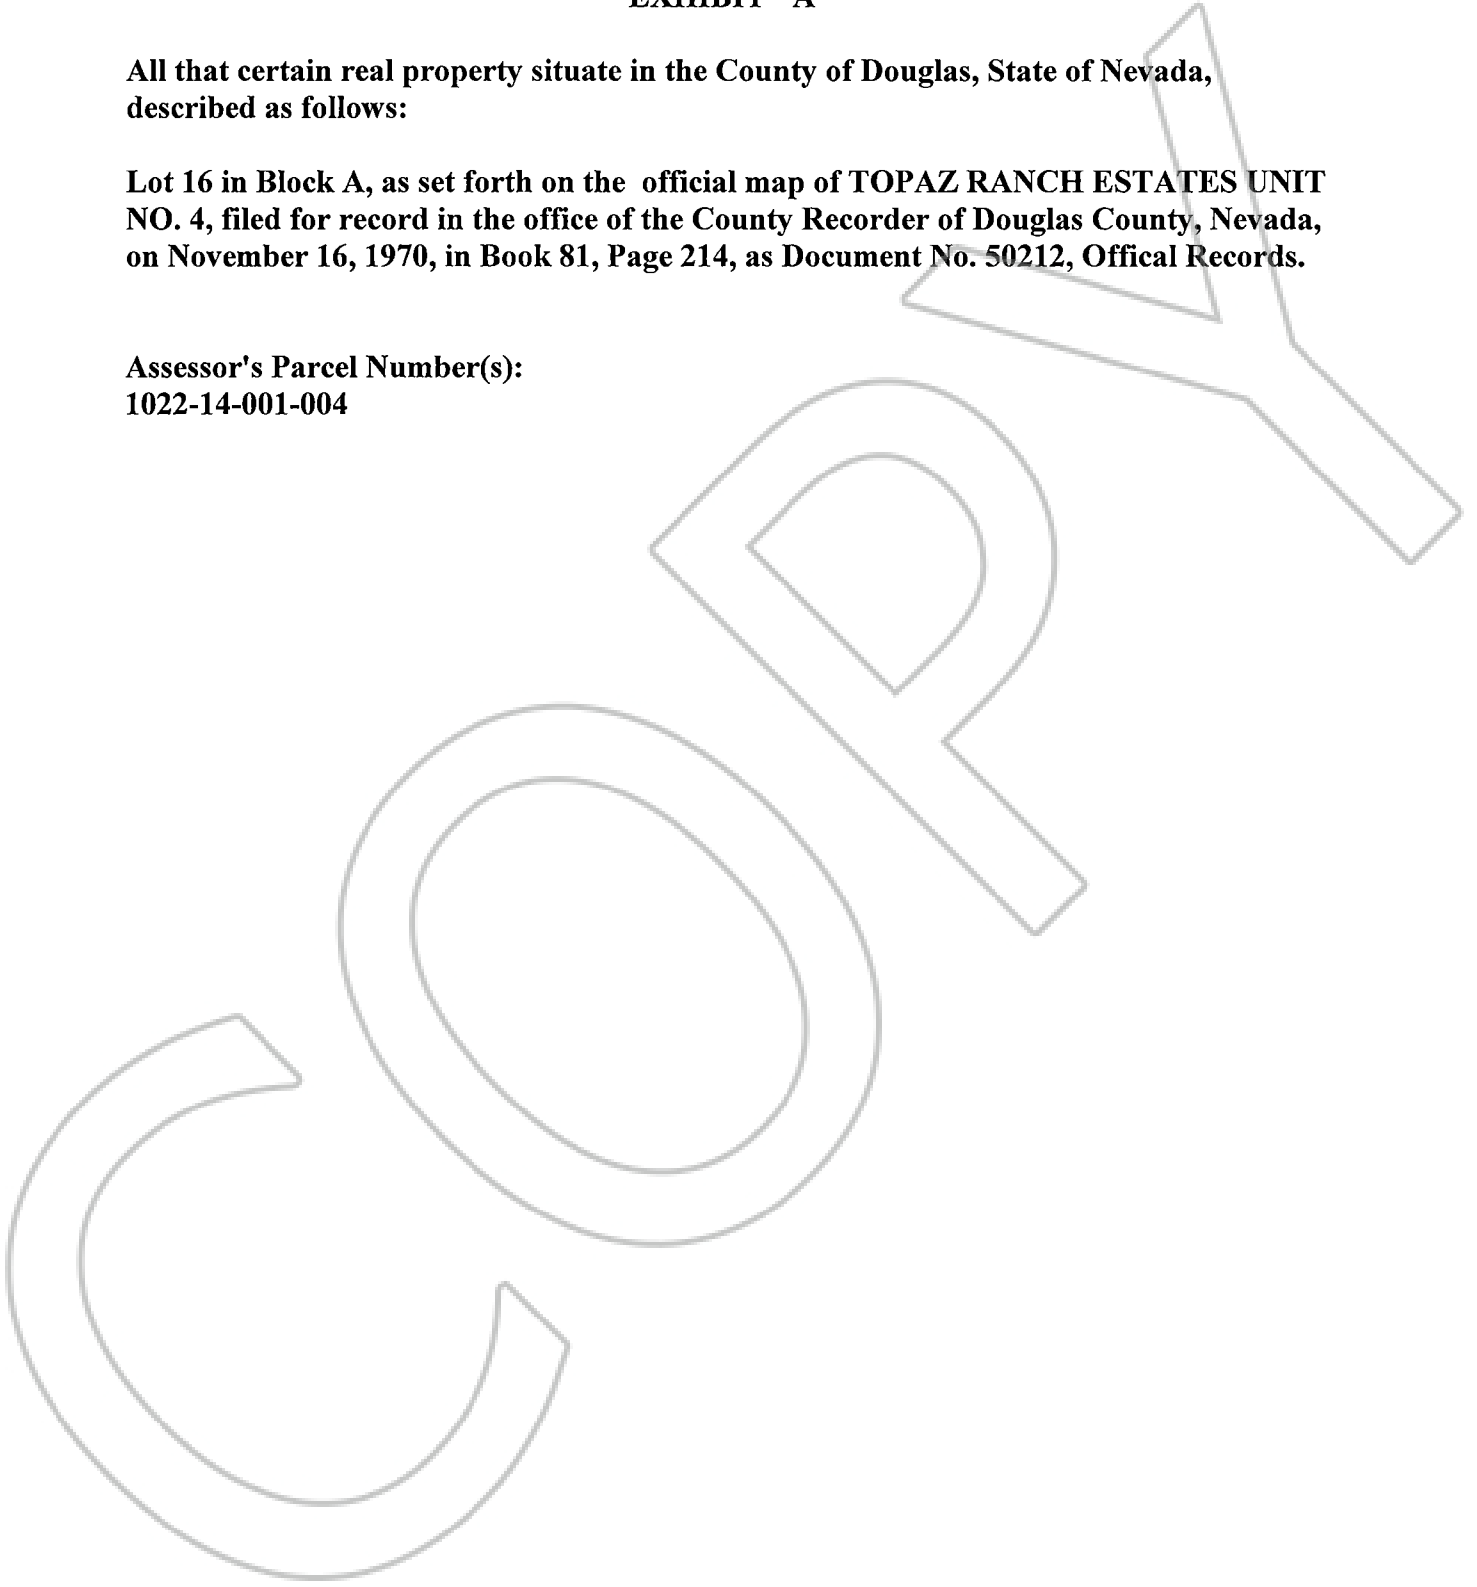 EXHIBIT "A"
All that certain real property situate in the County of Douglas, State of Nevada,
described as follows:
Lot 16 in Block A, as set forth on the official map of TOPAZ RANCH ESTATES UNIT
NO. 4, filed for record in the office of the County Recorder of Douglas County, Nevada,
on November 16, 1970, in Book 81, Page 214, as Document No. 50212, Offical Records.
Assessor's Parcel Number(s):
1022-14-001-004
COPY